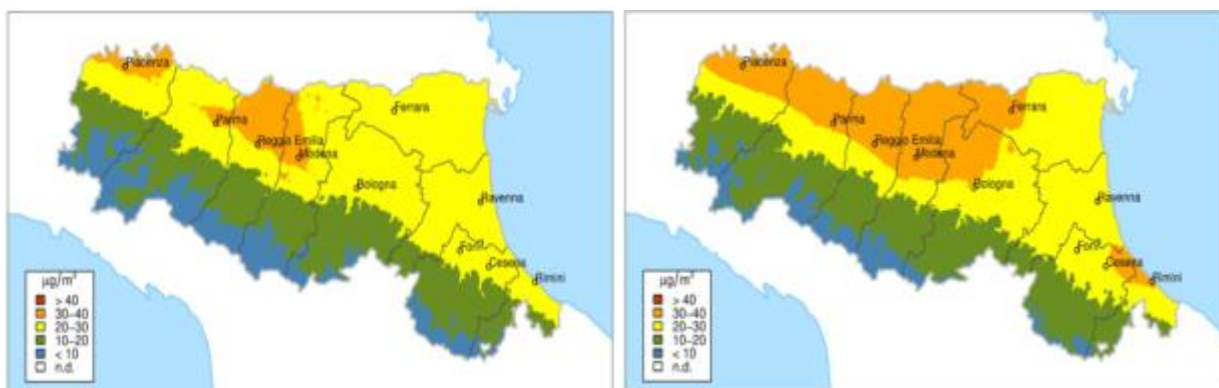 Piacenza
Parma
Reggio Emilia
Modena
Ferrara
Bologna
Ravenna
Forlì
Cesena
Rimini
µg/m³
> 40
30–40
20–30
10–20
< 10
n.d.
Piacenza
Parma
Reggio Emilia
Modena
Ferrara
Bologna
Ravenna
Forlì
Cesena
Rimini
µg/m³
> 40
30–40
20–30
10–20
< 10
n.d.